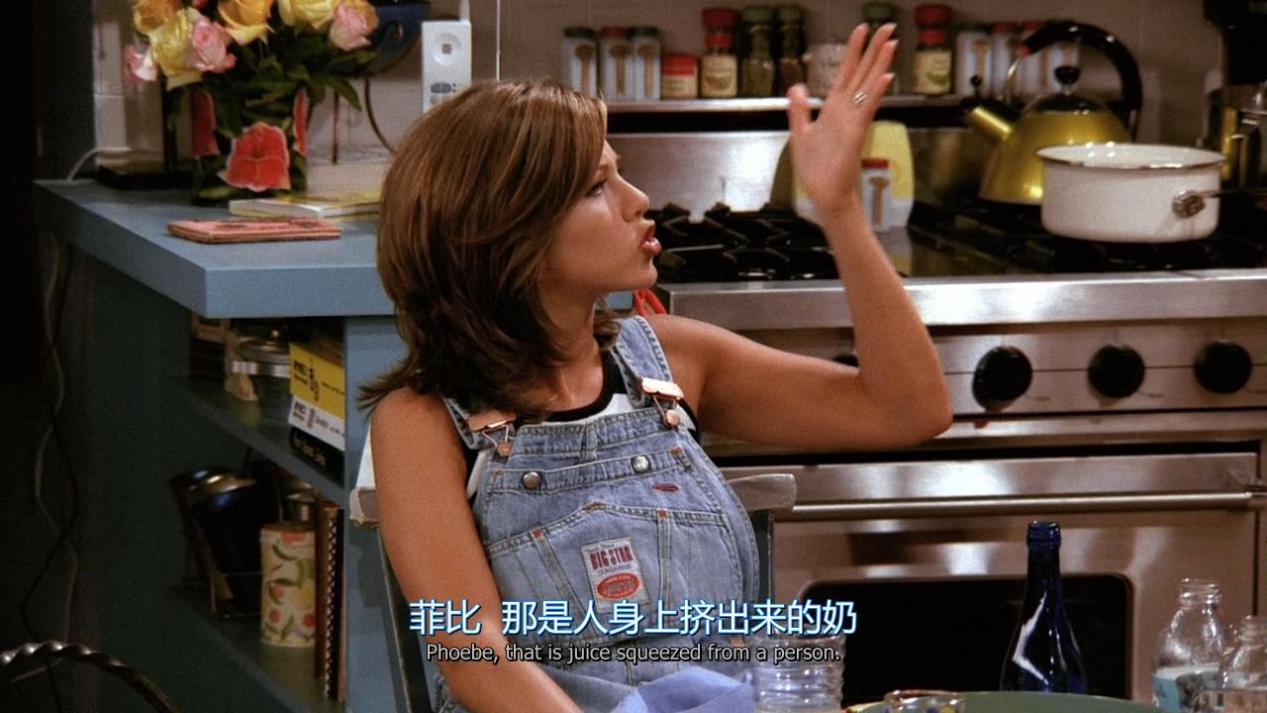 BIG STAR
菲比 那是人身上挤出来的奶
Phoebe, that is juice squeezed from a person.